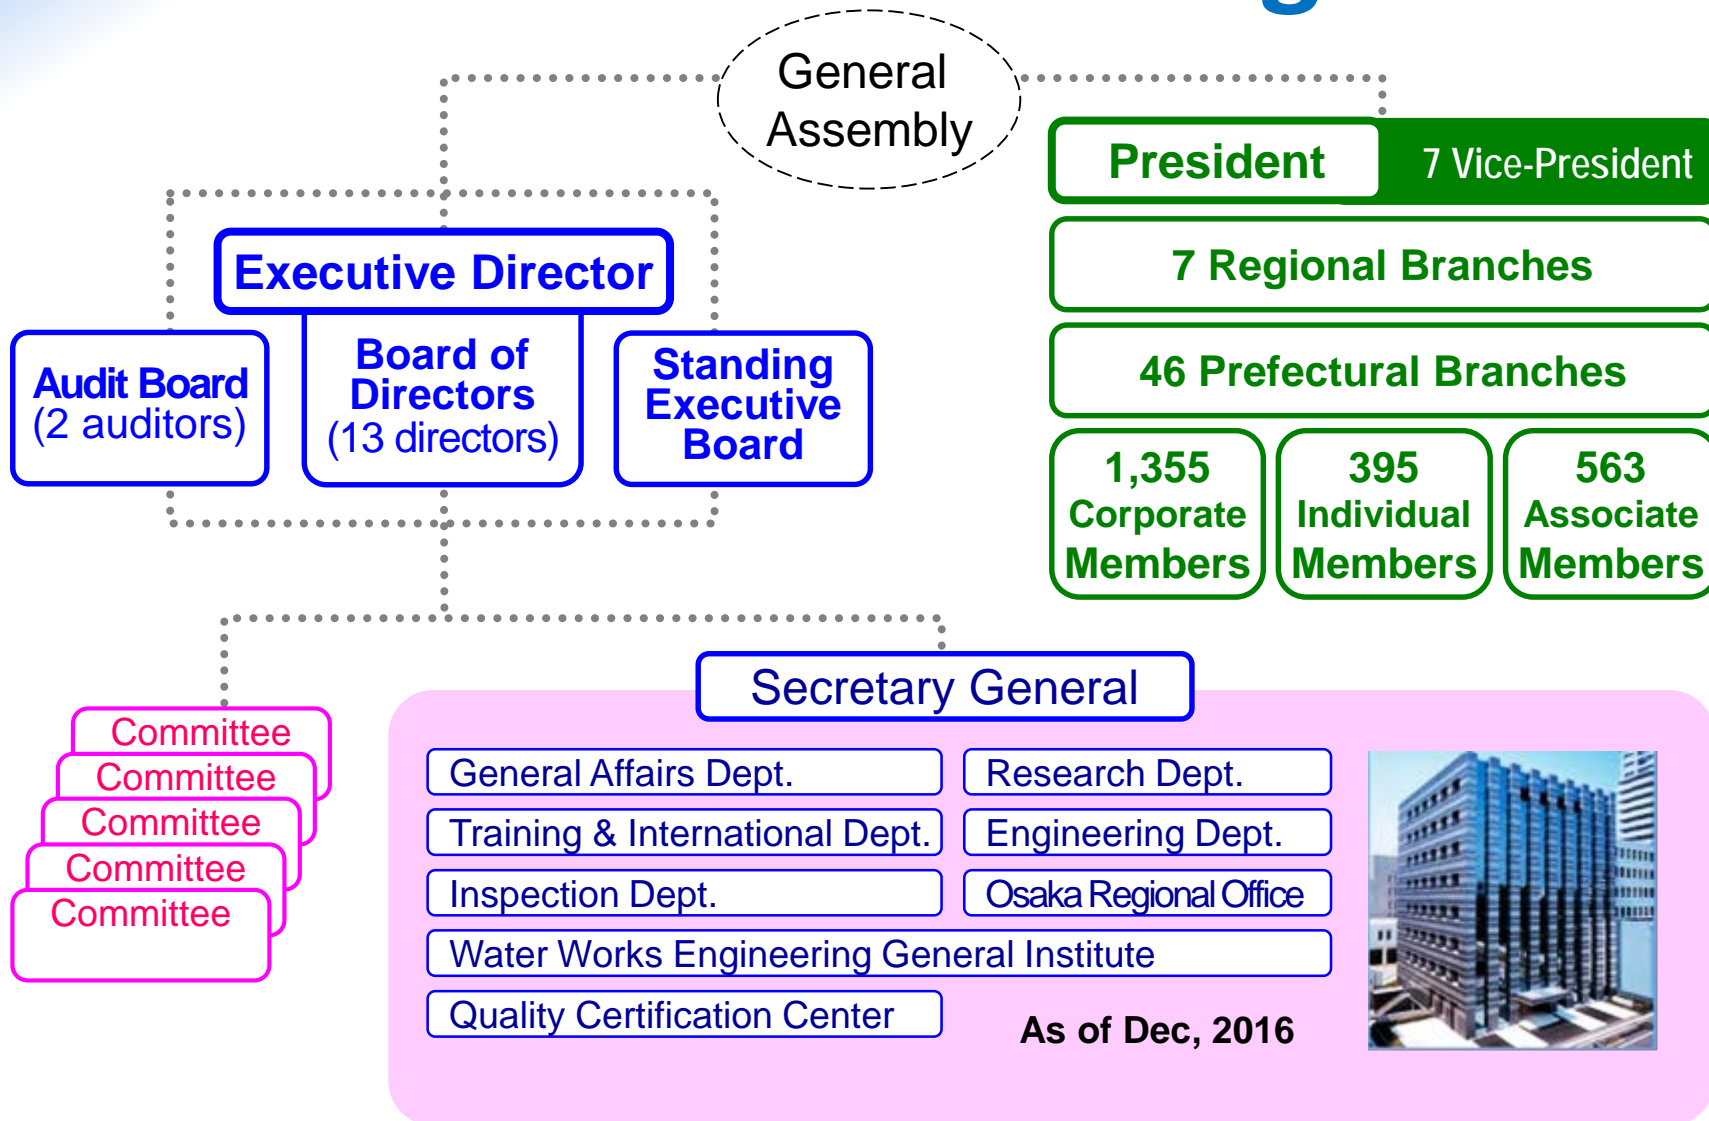 General
Assembly
President
7 Vice-President
7 Regional Branches
46 Prefectural Branches
1,355
Corporate
Members
395
Individual
Members
563
Associate
Members
Executive Director
Audit Board
(2 auditors)
Board of
Directors
(13 directors)
Standing
Executive
Board
Committee
Committee
Committee
Committee
Committee
Secretary General
General Affairs Dept.
Research Dept.
Training & International Dept.
Engineering Dept.
Inspection Dept.
Osaka Regional Office
Water Works Engineering General Institute
Quality Certification Center
As of Dec, 2016